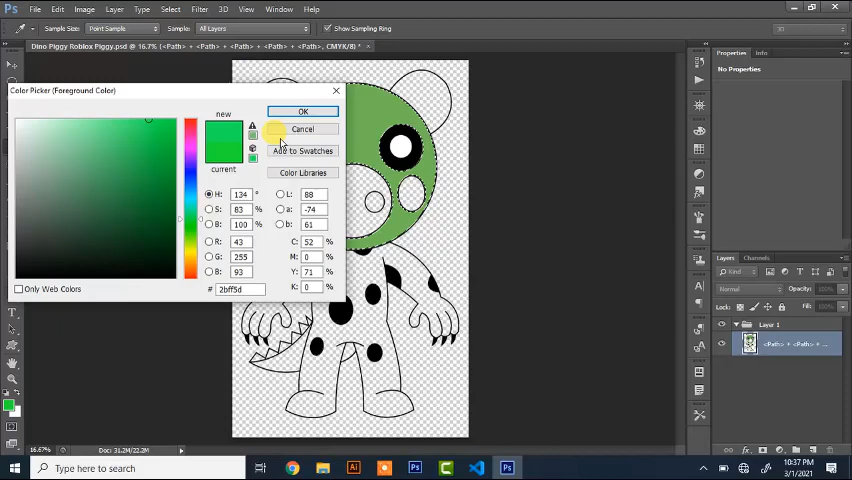 Ps File Edit Image Layer Type Select Filter 3D View Window Help
Sample Size: Point Sample Sample: All Layers Show Sampling Ring 3D
Dino Piggy Roblox Piggy.psd @ 16.7% (<Path> + <Path> + <Path> + <Path>, CMYK/8) * ×
Properties Info
No Properties
Color Picker (Foreground Color)
new
current
OK
Cancel
Add to Swatches
Color Libraries
H: 134 ° L: 88
S: 83 % a: -74
B: 100 % b: 61
R: 43 C: 52 %
G: 255 M: 0 %
B: 93 Y: 71 %
Only Web Colors # 2bff5d K: 0 %
Layers Channels
Kind
Normal Opacity:
Lock: Fill:
Layer 1
<Path> + <Path> + ...
16.67% Doc: 31.2M/22.2M
Type here to search
10:37 PM
3/1/2021